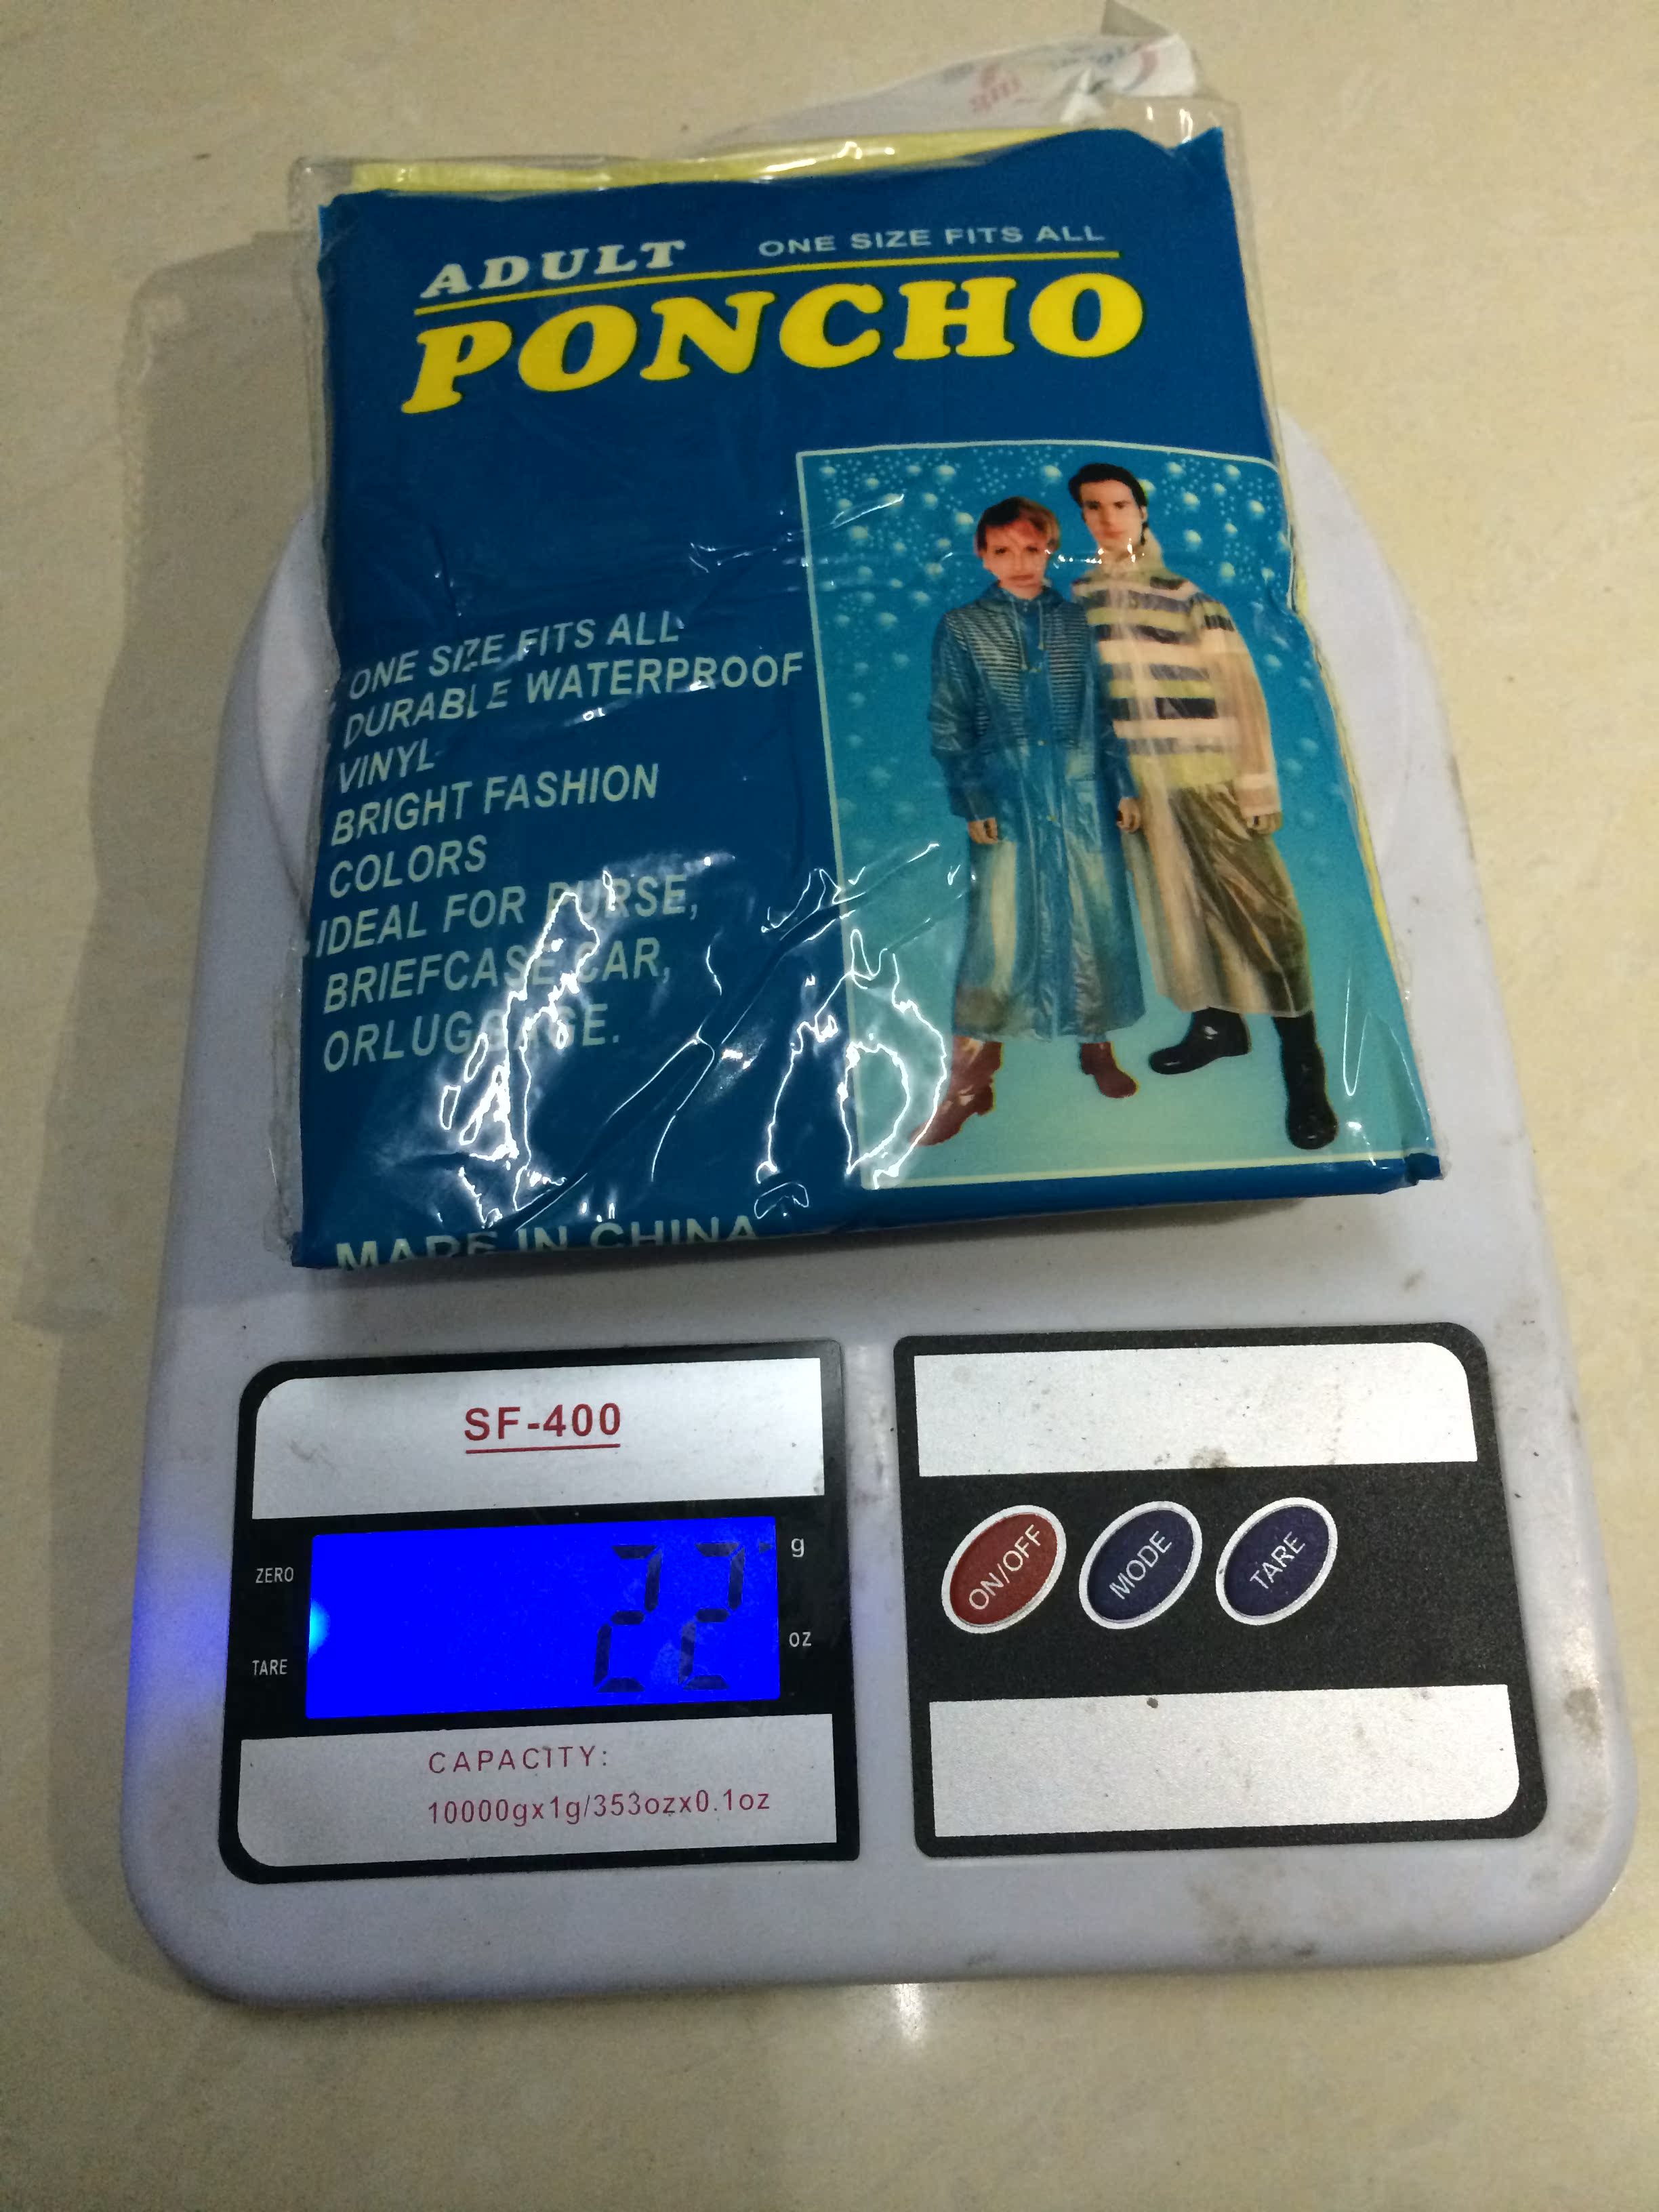 ADULT ONE SIZE FITS ALL
PONCHO
ONE SIZE FITS ALL
DURABLE WATERPROOF
VINYL
BRIGHT FASHION
COLORS
IDEAL FOR PURSE,
BRIEFCASE CAR,
MADE IN CHINA
SF-400
ZERO
TARE
22
g
oz
CAPACITY:
10000gx1g/353ozx0.1oz
ON/OFF
MODE
TARE